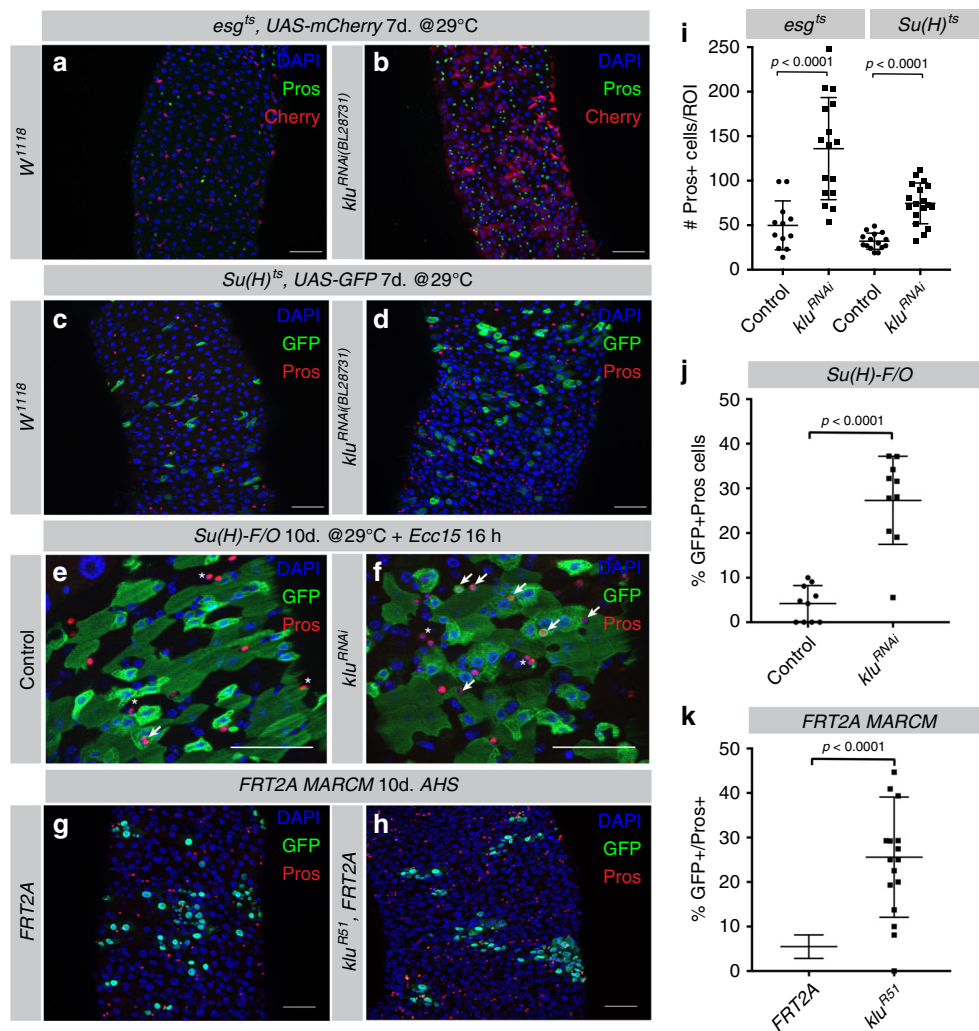 esg^ts, UAS-mCherry 7d. @29°C
a
DAPI
Pros
Cherry
W^1118
b
DAPI
Pros
Cherry
klu^RNAi(BL28731)
Su(H)^ts, UAS-GFP 7d. @29°C
c
DAPI
GFP
Pros
W^1118
d
DAPI
GFP
Pros
klu^RNAi(BL28731)
Su(H)-F/O 10d. @29°C + Ecc15 16 h
e
DAPI
GFP
Pros
Control
*
*
*
f
DAPI
GFP
Pros
klu^RNAi
*
*
FRT2A MARCM 10d. AHS
g
DAPI
GFP
Pros
FRT2A
h
DAPI
GFP
Pros
klu^R51, FRT2A
i
esg^ts
Su(H)^ts
p < 0.0001
p < 0.0001
# Pros+ cells/ROI
250
200
150
100
50
0
Control
klu^RNAi
Control
klu^RNAi
j
Su(H)-F/O
p < 0.0001
% GFP+Pros cells
50
40
30
20
10
0
Control
klu^RNAi
k
FRT2A MARCM
p < 0.0001
% GFP+/Pros+
50
40
30
20
10
0
FRT2A
klu^R51